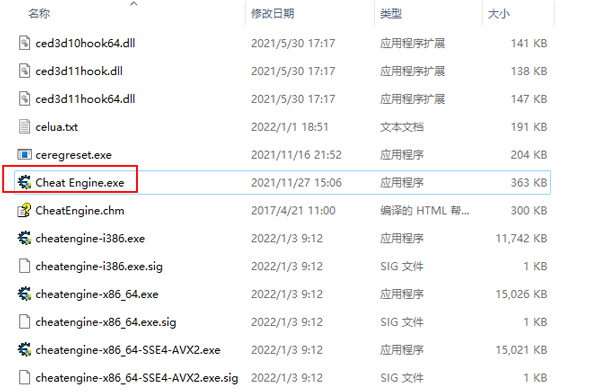 名称 修改日期 类型 大小
ced3d10hook64.dll 2021/5/30 17:17 应用程序扩展 141 KB
ced3d11hook.dll 2021/5/30 17:17 应用程序扩展 138 KB
ced3d11hook64.dll 2021/5/30 17:17 应用程序扩展 147 KB
celua.txt 2022/1/1 18:51 文本文档 191 KB
ceregreset.exe 2021/11/16 21:52 应用程序 204 KB
Cheat Engine.exe 2021/11/27 15:06 应用程序 363 KB
CheatEngine.chm 2017/4/21 11:00 编译的 HTML 帮... 300 KB
cheatengine-i386.exe 2022/1/3 9:12 应用程序 11,742 KB
cheatengine-i386.exe.sig 2022/1/3 9:12 SIG 文件 1 KB
cheatengine-x86_64.exe 2022/1/3 9:12 应用程序 15,026 KB
cheatengine-x86_64.exe.sig 2022/1/3 9:12 SIG 文件 1 KB
cheatengine-x86_64-SSE4-AVX2.exe 2022/1/3 9:12 应用程序 15,021 KB
cheatengine-x86_64-SSE4-AVX2.exe.sig 2022/1/3 9:12 SIG 文件 1 KB